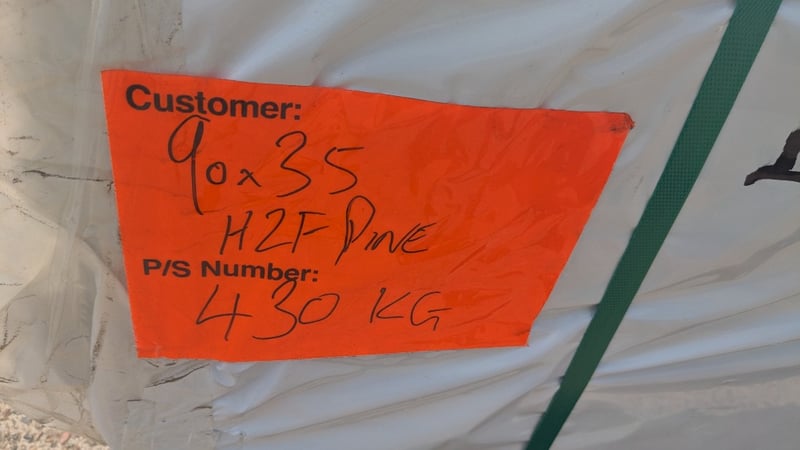 Customer:
90x35
H2F PINE
P/S Number:
430 KG